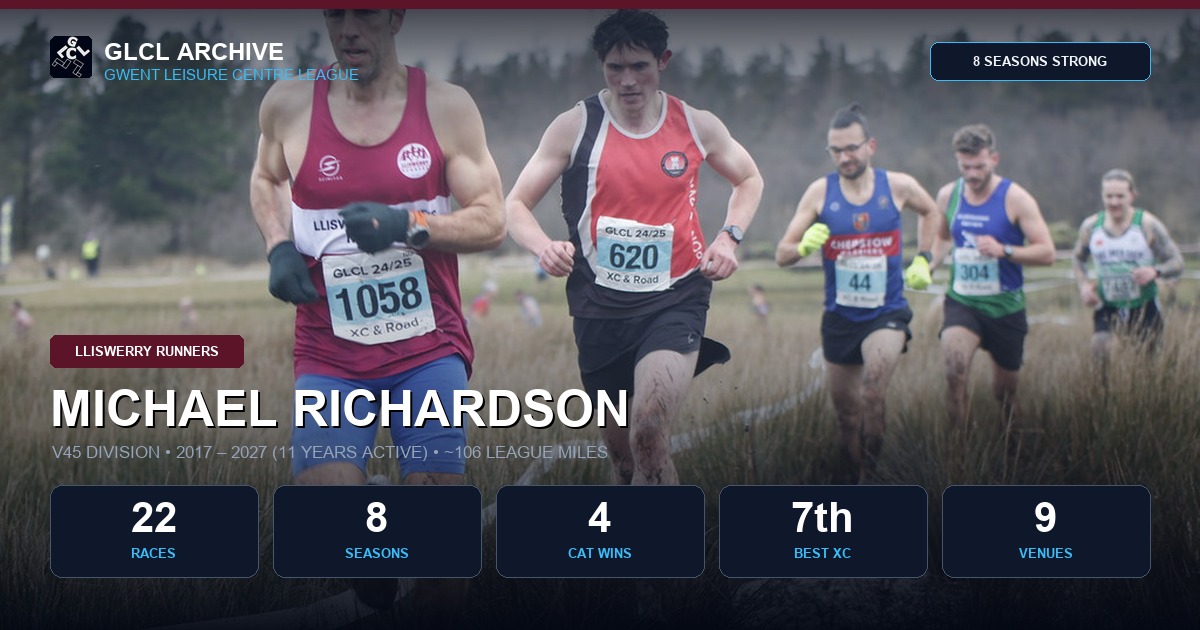 GLCL ARCHIVE
GWENT LEISURE CENTRE LEAGUE
8 SEASONS STRONG
GLCL 24/25
1058
XC & Road
GLCL 24/25
620
XC & Road
CHEPSTOW
44
304
LLISWERRY RUNNERS
MICHAEL RICHARDSON
V45 DIVISION • 2017 – 2027 (11 YEARS ACTIVE) • ~106 LEAGUE MILES
22
RACES
8
SEASONS
4
CAT WINS
7th
BEST XC
9
VENUES